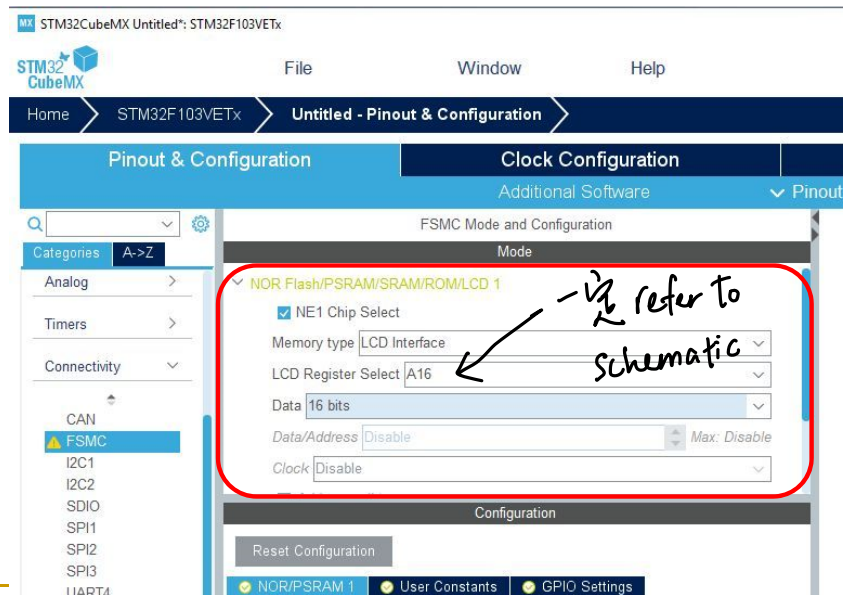 MX STM32CubeMX Untitled*: STM32F103VETx
STM32
CubeMX
File Window Help
Home STM32F103VETx Untitled - Pinout & Configuration
Pinout & Configuration Clock Configuration
Additional Software Pinout
FSMC Mode and Configuration
Categories A->Z
Mode
Analog
Timers
Connectivity
CAN
FSMC
I2C1
I2C2
SDIO
SPI1
SPI2
SPI3
UART4
NOR Flash/PSRAM/SRAM/ROM/LCD 1
NE1 Chip Select
Memory type LCD Interface
LCD Register Select A16
Data 16 bits
Data/Address Disable Max: Disable
Clock Disable
一定 refer to
schematic
Configuration
Reset Configuration
NOR/PSRAM 1 User Constants GPIO Settings